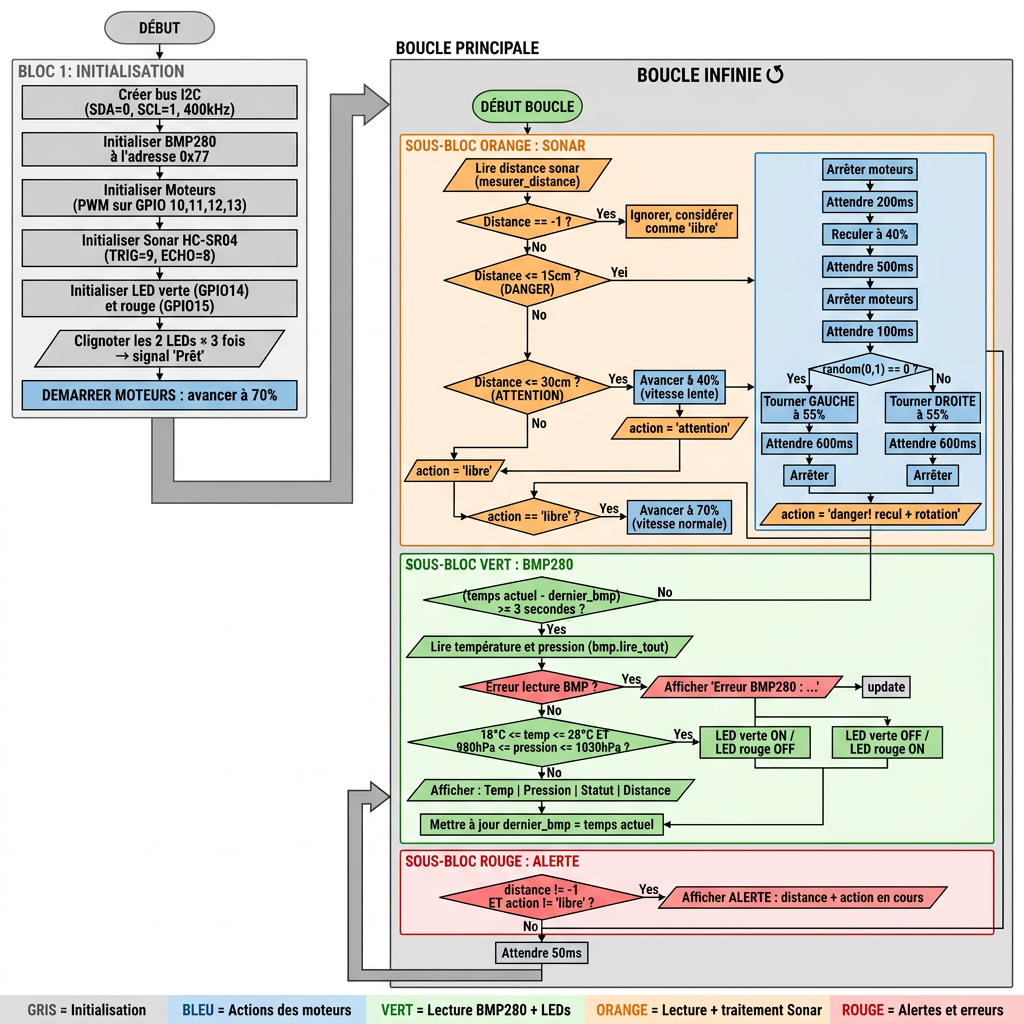 DÉBUT
BLOC 1: INITIALISATION
Créer bus I2C
(SDA=0, SCL=1, 400kHz)
Initialiser BMP280
à l'adresse 0x77
Initialiser Moteurs
(PWM sur GPIO 10,11,12,13)
Initialiser Sonar HC-SR04
(TRIG=9, ECHO=8)
Initialiser LED verte (GPIO14)
et rouge (GPIO15)
Clignoter les 2 LEDs × 3 fois
→ signal 'Prêt'
DEMARRER MOTEURS : avancer à 70%
BOUCLE PRINCIPALE
BOUCLE INFINIE
DÉBUT BOUCLE
SOUS-BLOC ORANGE : SONAR
Lire distance sonar
(mesurer_distance)
Distance == -1 ?
Yes
Ignorer, considérer
comme 'iibre'
No
Distance <= 15cm ?
(DANGER)
Yei
No
Distance <= 30cm ?
(ATTENTION)
Yes
Avancer & 40%
(vitesse lente)
action = 'attention'
No
action = 'libre'
action == 'libre' ?
Yes
Avancer & 70%
(vitesse normale)
Arrêter moteurs
Attendre 200ms
Reculer à 40%
Attendre 500ms
Arrêter moteurs
Attendre 100ms
random(0,1) == 0 ?
Yes
No
Tourner GAUCHE
à 55%
Tourner DROITE
à 55%
Attendre 600ms
Attendre 600ms
Arrêter
Arrêter
action = 'danger! recul + rotation'
SOUS-BLOC VERT : BMP280
(temps actuel - dernier_bmp)
>= 3 secondes ?
No
Yes
Lire température et pression (bmp.lire_tout)
Erreur lecture BMP ?
Yes
Afficher 'Erreur BMP280 : ...'
update
No
18°C <= temp <= 28°C ET
980hPa <= pression <= 1030hPa ?
Yes
LED verte ON /
LED rouge OFF
LED verte OFF /
LED rouge ON
No
Afficher : Temp | Pression | Statut | Distance
Mettre à jour dernier_bmp = temps actuel
SOUS-BLOC ROUGE : ALERTE
distance != -1
ET action != 'libre' ?
Yes
Afficher ALERTE : distance + action en cours
No
Attendre 50ms
GRIS = Initialisation
BLEU = Actions des moteurs
VERT = Lecture BMP280 + LEDs
ORANGE = Lecture + traitement Sonar
ROUGE = Alertes et erreurs